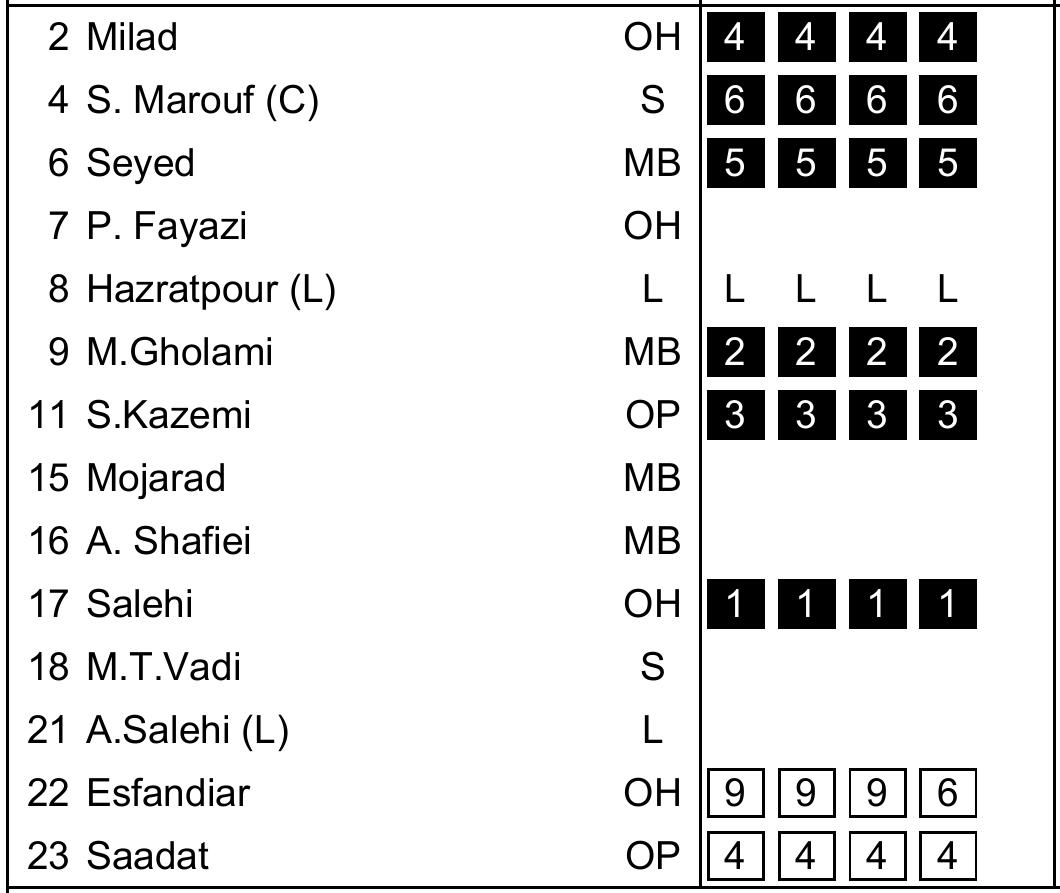 2 Milad OH 4 4 4 4
4 S. Marouf (C) S 6 6 6 6
6 Seyed MB 5 5 5 5
7 P. Fayazi OH
8 Hazratpour (L) L L L L L
9 M.Gholami MB 2 2 2 2
11 S.Kazemi OP 3 3 3 3
15 Mojarad MB
16 A. Shafiei MB
17 Salehi OH 1 1 1 1
18 M.T.Vadi S
21 A.Salehi (L) L
22 Esfandiar OH 9 9 9 6
23 Saadat OP 4 4 4 4